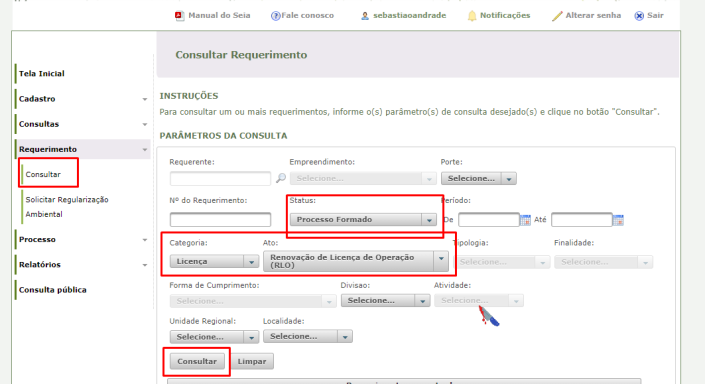 Manual do Seia Fale conosco sebastiaoandrade Notificações Alterar senha Sair
Consultar Requerimento
Tela Inicial
Cadastro
Consultas
Requerimento
Consultar
Solicitar Regularização
Ambiental
Processo
Relatórios
Consulta pública
INSTRUÇÕES
Para consultar um ou mais requerimentos, informe o(s) parâmetro(s) de consulta desejado(s) e clique no botão "Consultar".
PARÂMETROS DA CONSULTA
Requerente: Empreendimento: Porte:
Selecione... Selecione...
Nº do Requerimento: Status: Período:
Processo Formado De Até
Categoria: Ato: Tipologia: Finalidade:
Licença Renovação de Licença de Operação
(RLO) Selecione... Selecione...
Forma de Cumprimento: Divisao: Atividade:
Selecione... Selecione... Selecione...
Unidade Regional: Localidade:
Selecione... Selecione...
Consultar Limpar